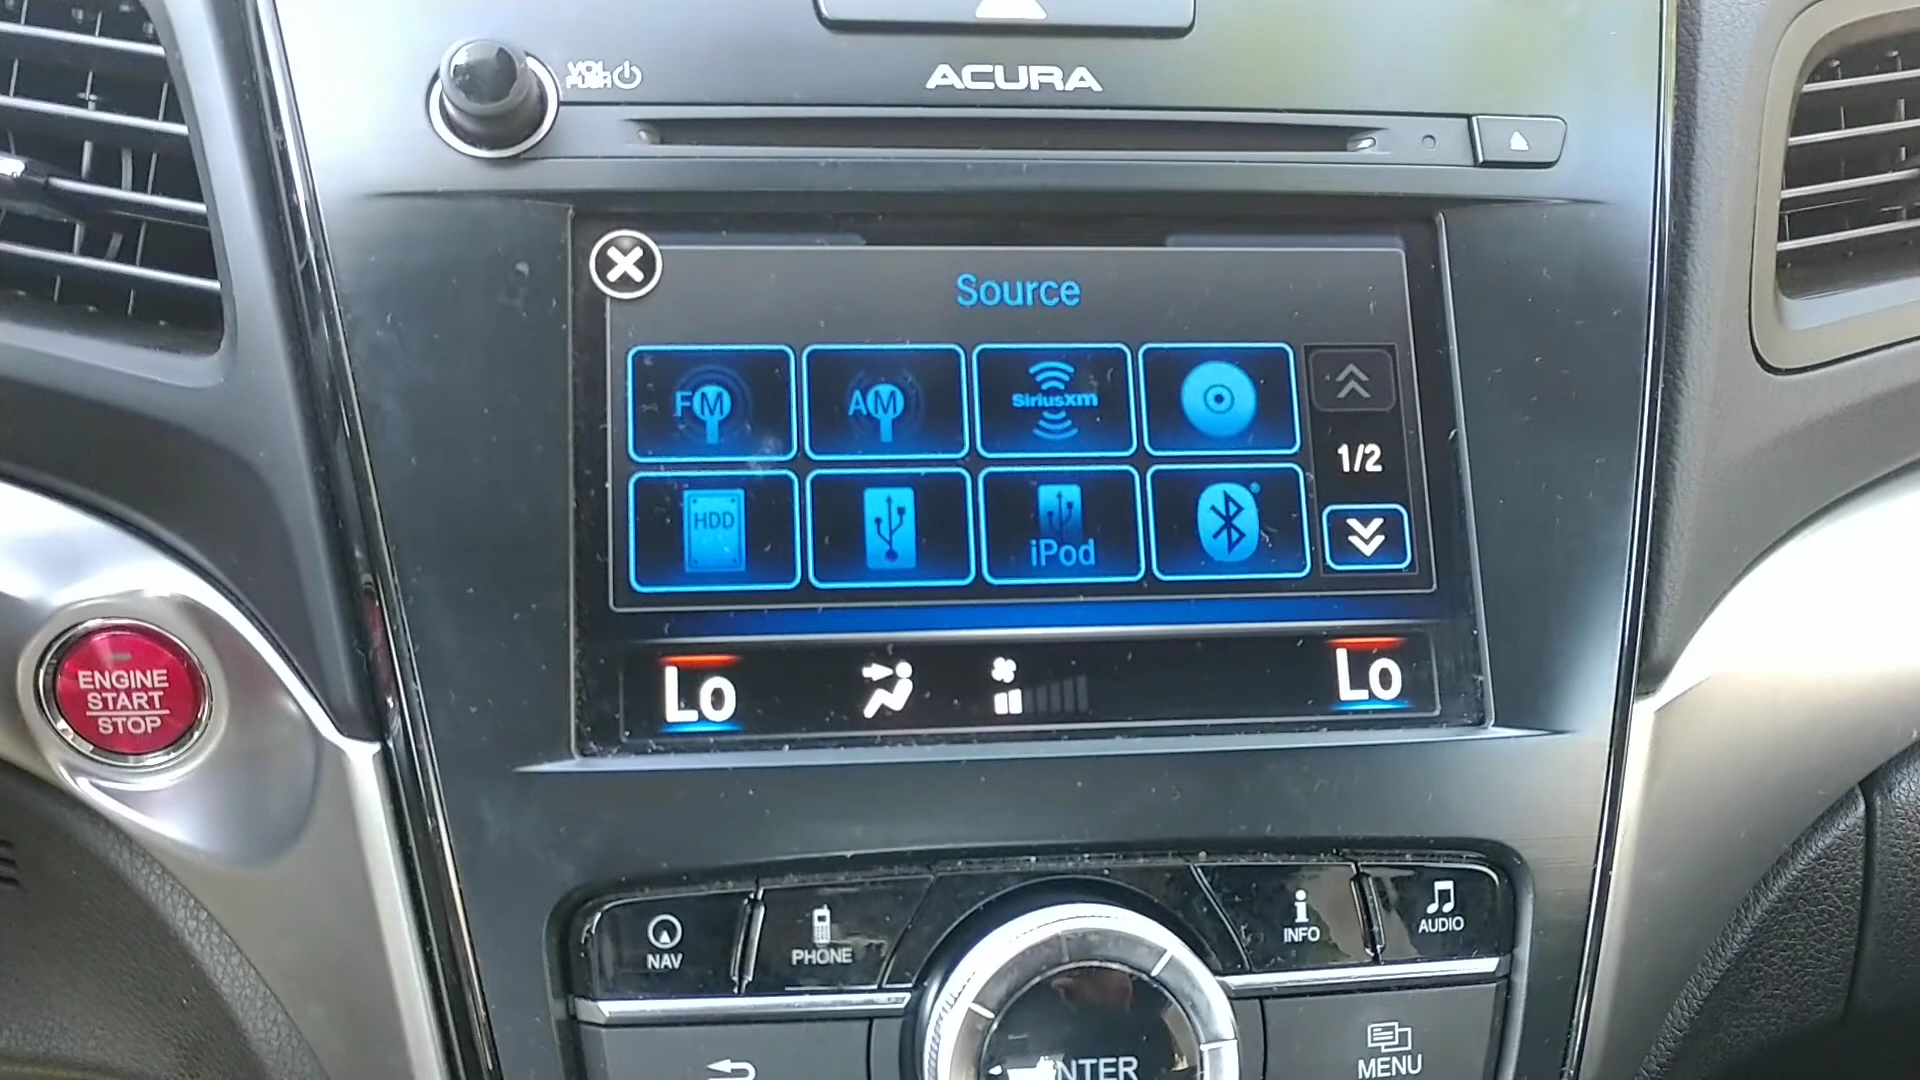 VOL
PUSH
ACURA
Source
FM
AM
SiriusXM
HDD
iPod
1/2
Lo
Lo
ENGINE
START
STOP
NAV
PHONE
INFO
AUDIO
ENTER
MENU